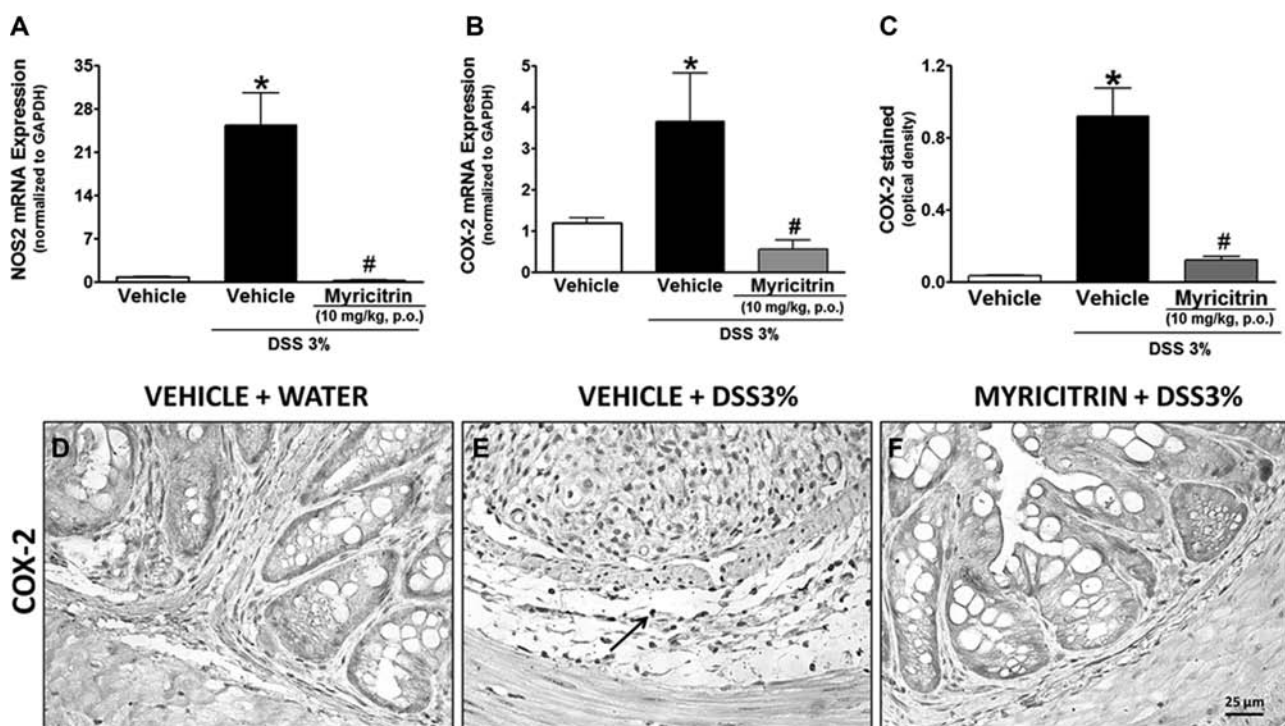 A
NOS2 mRNA Expression
(normalized to GAPDH)
35
28
21
14
7
0
*
#
Vehicle
Vehicle
Myricitrin
(10 mg/kg, p.o.)
DSS 3%
B
COX-2 mRNA Expression
(normalized to GAPDH)
5
4
3
2
1
0
*
#
Vehicle
Vehicle
Myricitrin
(10 mg/kg, p.o.)
DSS 3%
C
COX-2 stained
(optical density)
1.2
0.8
0.4
0.0
*
#
Vehicle
Vehicle
Myricitrin
(10 mg/kg, p.o.)
DSS 3%
VEHICLE + WATER
VEHICLE + DSS3%
MYRICITRIN + DSS3%
COX-2
D
E
F
25 μm